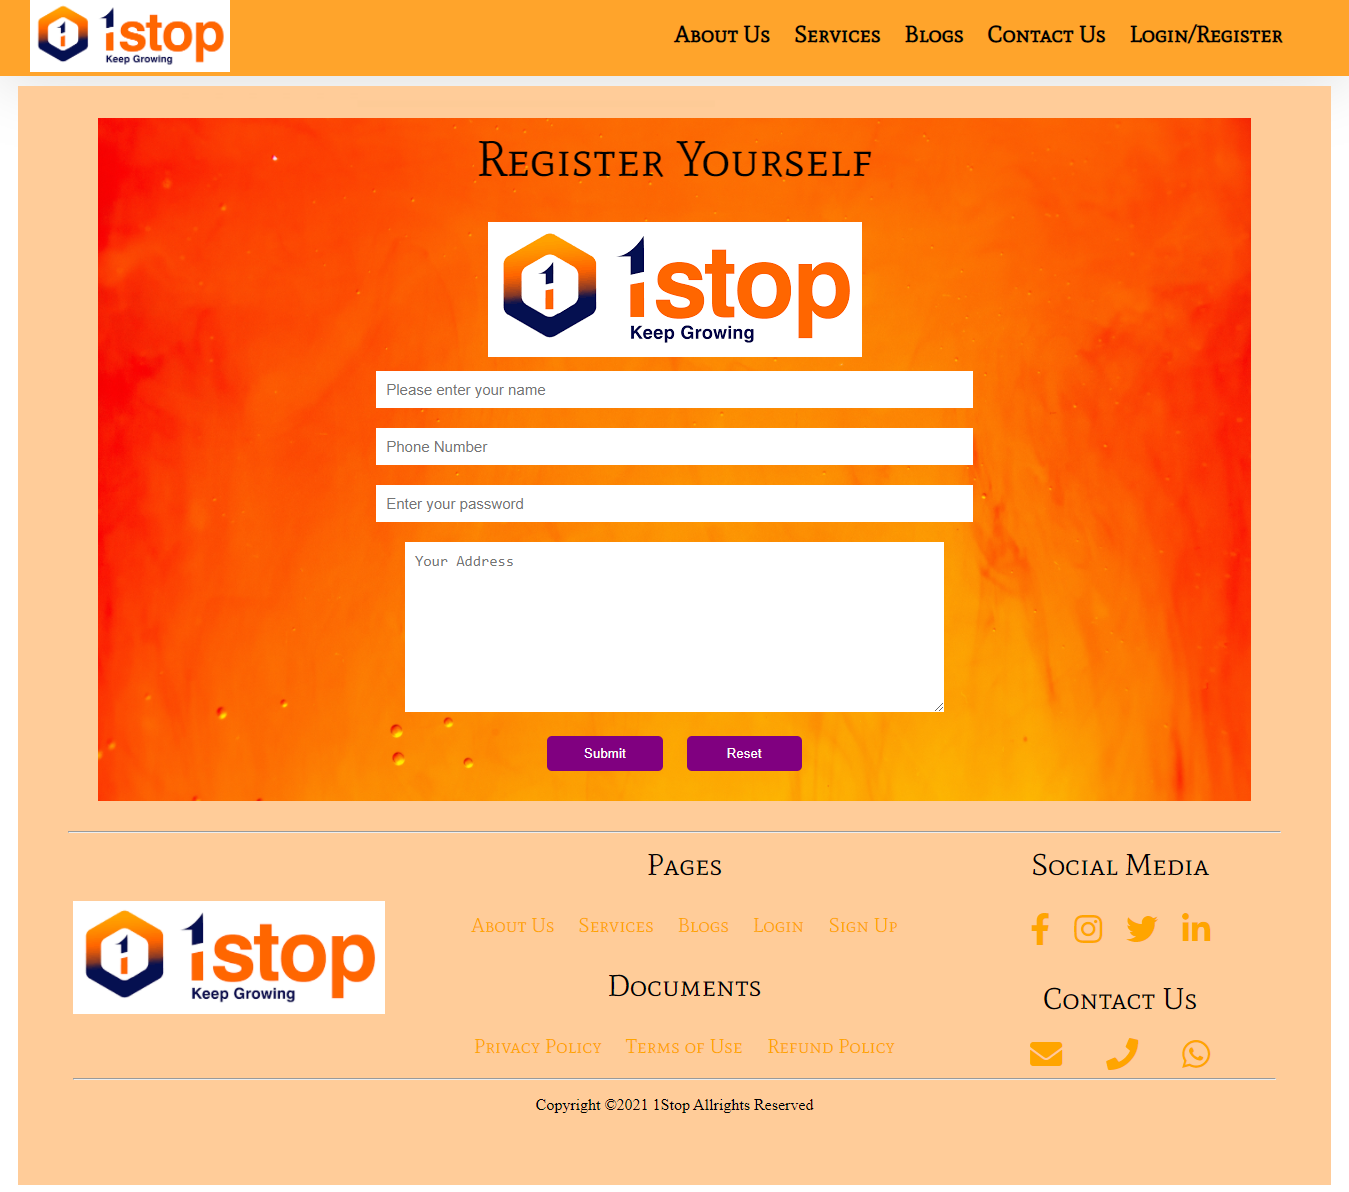 1stop
Keep Growing
About Us Services Blogs Contact Us Login/Register
Register Yourself
1stop
Keep Growing
Please enter your name
Phone Number
Enter your password
Your Address
Submit Reset
1stop
Keep Growing
Pages
About Us Services Blogs Login Sign Up
Documents
Privacy Policy Terms of Use Refund Policy
Social Media
Contact Us
Copyright ©2021 1Stop Allrights Reserved